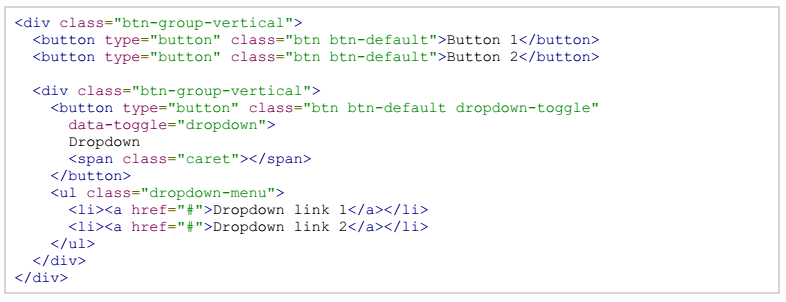 <div class="btn-group-vertical">
  <button type="button" class="btn btn-default">Button 1</button>
  <button type="button" class="btn btn-default">Button 2</button>

  <div class="btn-group-vertical">
    <button type="button" class="btn btn-default dropdown-toggle"
      data-toggle="dropdown">
      Dropdown
      <span class="caret"></span>
    </button>
    <ul class="dropdown-menu">
      <li><a href="#">Dropdown link 1</a></li>
      <li><a href="#">Dropdown link 2</a></li>
    </ul>
  </div>
</div>